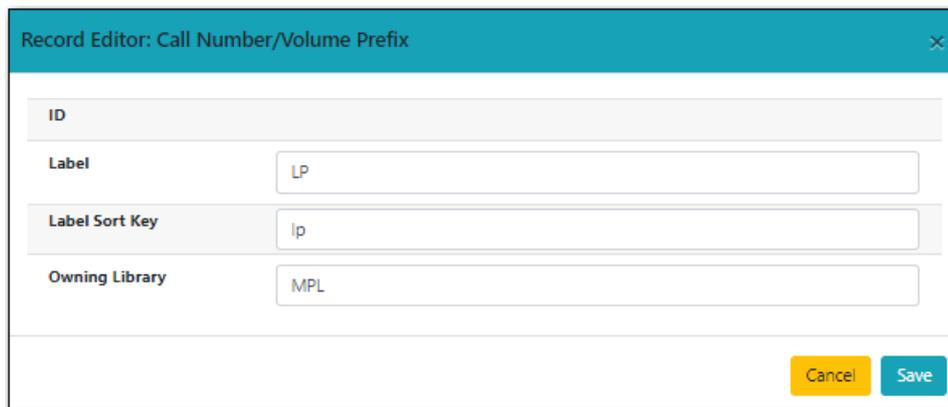 Record Editor: Call Number/Volume Prefix ×
ID
Label LP
Label Sort Key lp
Owning Library MPL
Cancel Save